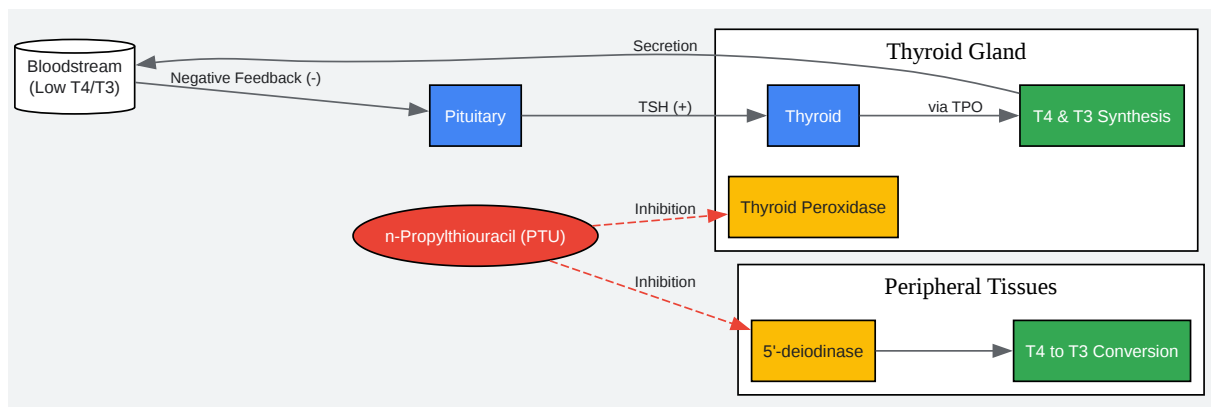 Thyroid Gland
Secretion
Bloodstream
(Low T4/T3)
Negative Feedback (-)
Pituitary
TSH (+)
Thyroid
via TPO
T4 & T3 Synthesis
Thyroid Peroxidase
Inhibition
n-Propylthiouracil (PTU)
Inhibition
Peripheral Tissues
5'-deiodinase
T4 to T3 Conversion